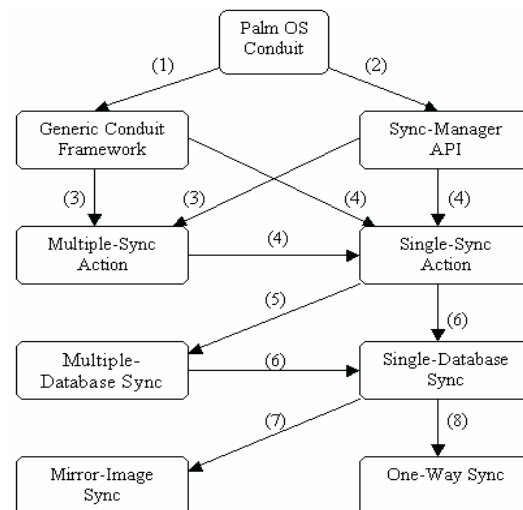 Palm OS
Conduit
(1)
(2)
Generic Conduit
Framework
Sync-Manager
API
(3)
(3)
(4)
(4)
Multiple-Sync
Action
(4)
Single-Sync
Action
(5)
(6)
Multiple-
Database Sync
(6)
Single-Database
Sync
(7)
(8)
Mirror-Image
Sync
One-Way Sync